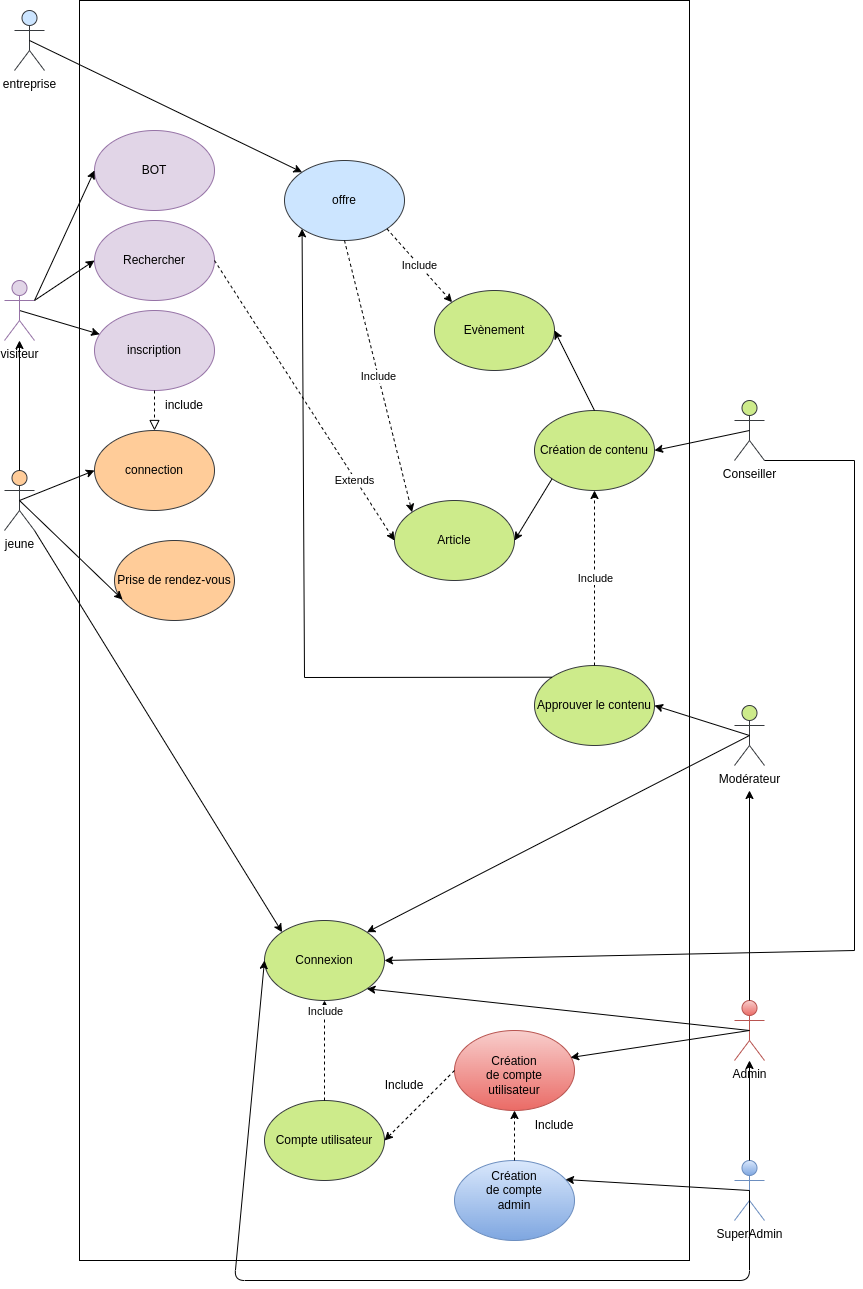 entreprise
BOT
offre
Rechercher
Include
visiteur
inscription
Evènement
Include
include
connection
Création de contenu
Conseiller
Extends
jeune
Article
Prise de rendez-vous
Include
Approuver le contenu
Modérateur
Connexion
Include
Création
de compte
utilisateur
Admin
Include
Compte utilisateur
Include
Création
de compte
admin
SuperAdmin